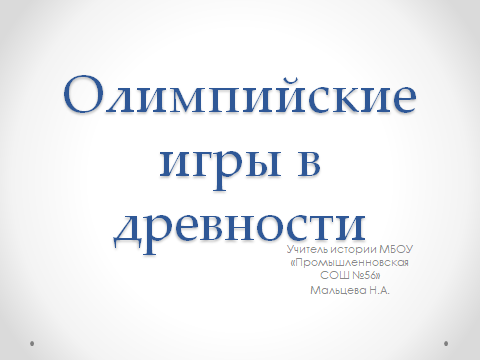 Олимпийские
игры в
древности
Учитель истории МБОУ
«Промышленновская
СОШ №56»
Мальцева Н.А.